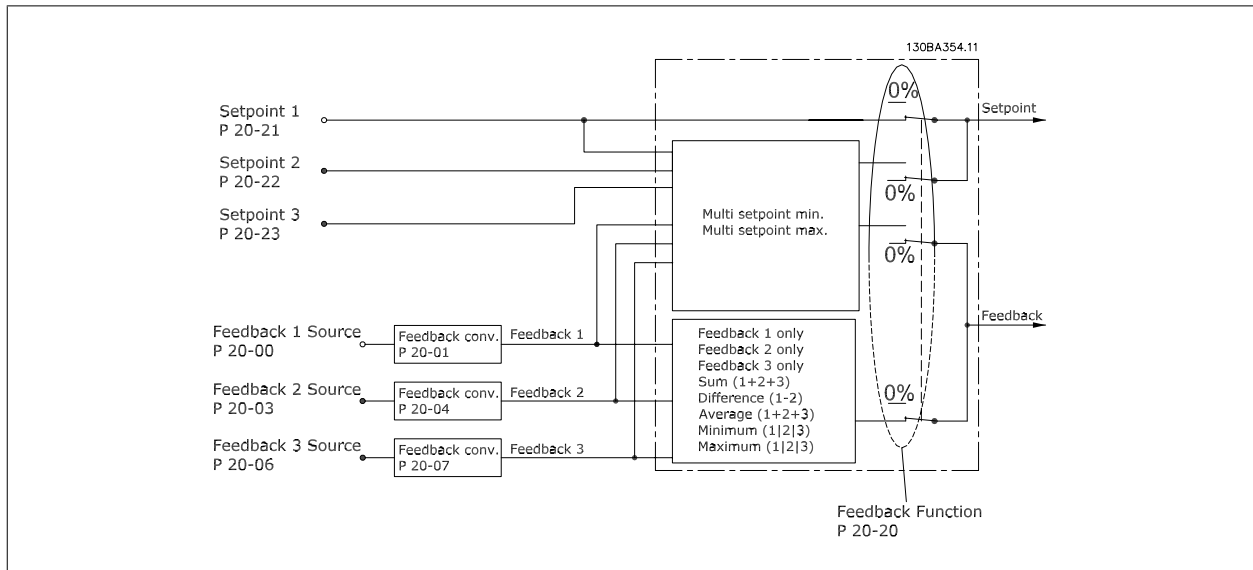 130BA354.11
Setpoint 1
P 20-21
Setpoint 2
P 20-22
Setpoint 3
P 20-23
0%
Setpoint
0%
0%
Multi setpoint min.
Multi setpoint max.
Feedback
Feedback 1 Source
P 20-00
Feedback conv.
P 20-01
Feedback 1
Feedback 2 Source
P 20-03
Feedback conv.
P 20-04
Feedback 2
Feedback 3 Source
P 20-06
Feedback conv.
P 20-07
Feedback 3
Feedback 1 only
Feedback 2 only
Feedback 3 only
Sum (1+2+3)
Difference (1-2)
Average (1+2+3)
Minimum (1|2|3)
Maximum (1|2|3)
0%
Feedback Function
P 20-20